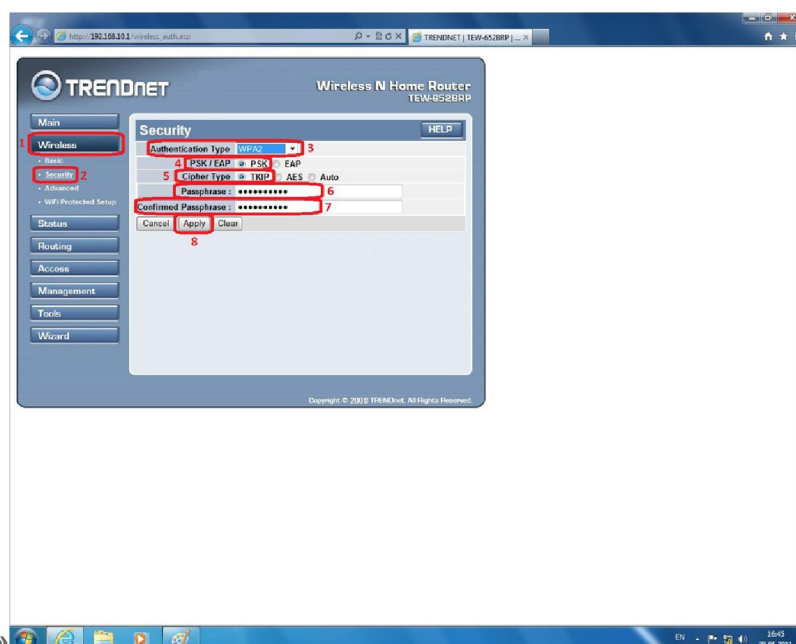 http://192.168.10.1/wireless_auth.asp
TRENDNET | TEW-652BRP | ...
TRENDNET
Wireless N Home Router
TEW-652BRP
Main
1 Wireless
Basic
Security 2
Advanced
WiFi Protected Setup
Status
Routing
Access
Management
Tools
Wizard
Security
HELP
Authentication Type WPA2 3
4 PSK / EAP PSK EAP
5 Cipher Type TKIP AES Auto
Passphrase : •••••••••• 6
Confirmed Passphrase : •••••••••• 7
Cancel Apply Clear
8
Copyright © 2008 TRENDnet. All Rights Reserved.
EN
16:45